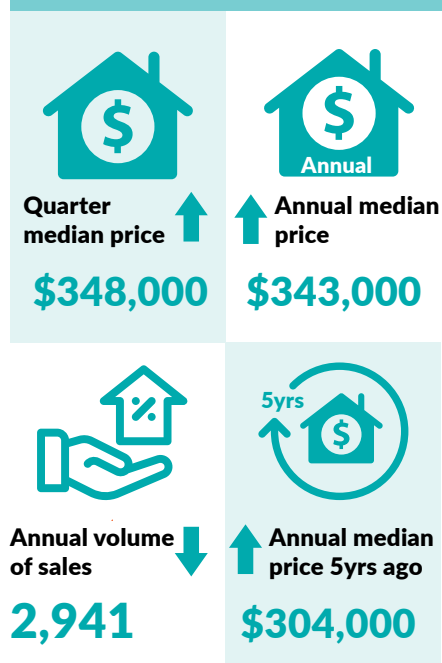 $
$
Annual
Quarter
median price
Annual median
price
$348,000
$343,000
%
5yrs
$
Annual volume
of sales
Annual median
price 5yrs ago
2,941
$304,000